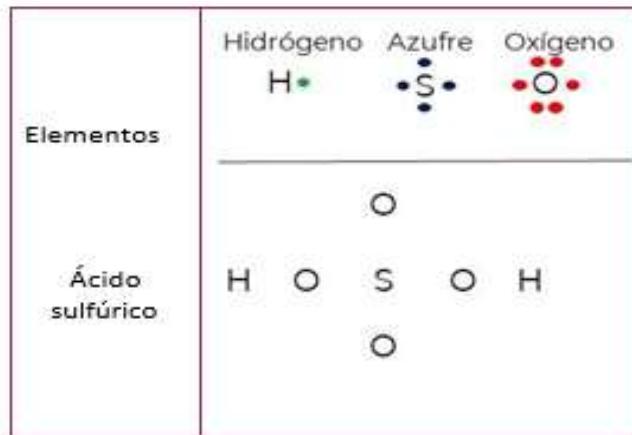 Hidrógeno Azufre Oxígeno
H S O
Elementos
O
H O S O H
Ácido
sulfúrico
O